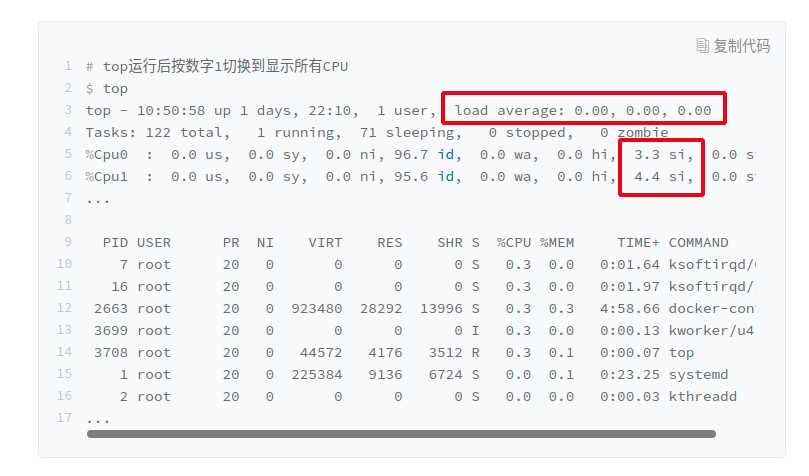 复制代码
1 # top运行后按数字1切换到显示所有CPU
2 $ top
3 top - 10:50:58 up 1 days, 22:10,  1 user,  load average: 0.00, 0.00, 0.00
4 Tasks: 122 total,   1 running,  71 sleeping,   0 stopped,   0 zombie
5 %Cpu0  :  0.0 us,  0.0 sy,  0.0 ni, 96.7 id,  0.0 wa,  0.0 hi,  3.3 si,  0.0 s
6 %Cpu1  :  0.0 us,  0.0 sy,  0.0 ni, 95.6 id,  0.0 wa,  0.0 hi,  4.4 si,  0.0 s
7 ...
8
9   PID USER      PR  NI    VIRT    RES    SHR S  %CPU %MEM     TIME+ COMMAND
10     7 root      20   0       0      0      0 S   0.3  0.0   0:01.64 ksoftirqd/
11    16 root      20   0       0      0      0 S   0.3  0.0   0:01.97 ksoftirqd/
12  2663 root      20   0  923480  28292  13996 S   0.3  0.3   4:58.66 docker-con
13  3699 root      20   0       0      0      0 I   0.3  0.0   0:00.13 kworker/u4
14  3708 root      20   0   44572   4176   3512 R   0.3  0.1   0:00.07 top
15     1 root      20   0  225384   9136   6724 S   0.0  0.1   0:23.25 systemd
16     2 root      20   0       0      0      0 S   0.0  0.0   0:00.03 kthreadd
17 ...